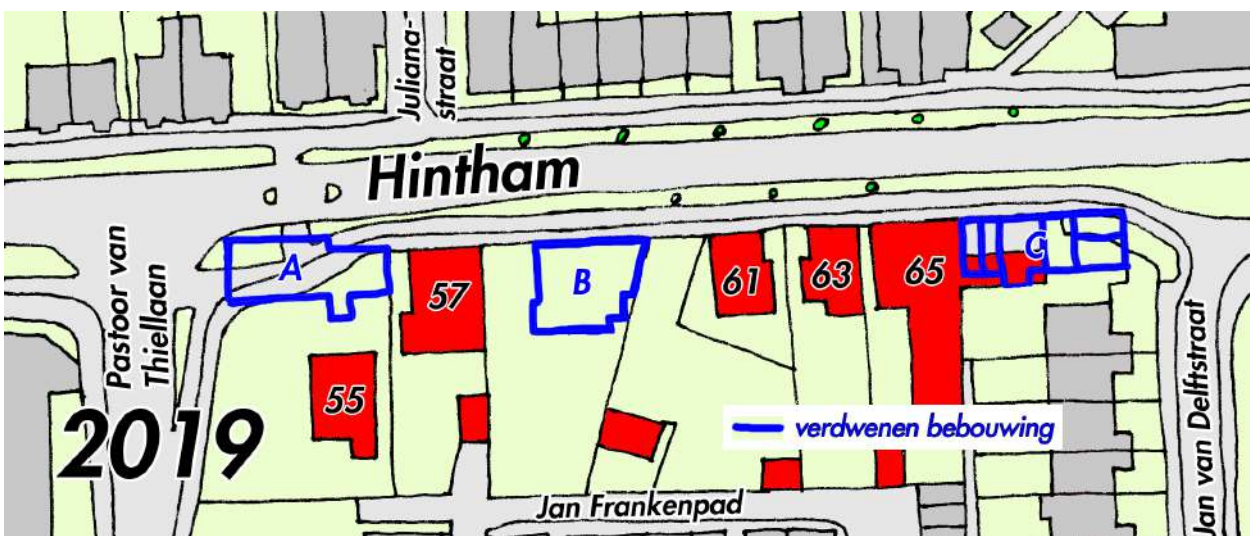 Juliana-
straat
Hintham
A
B
C
57
61
63
65
55
Pastoor van
Thiellaan
2019
verdwenen bebouwing
Jan Frankenpad
Jan van Delftstraat